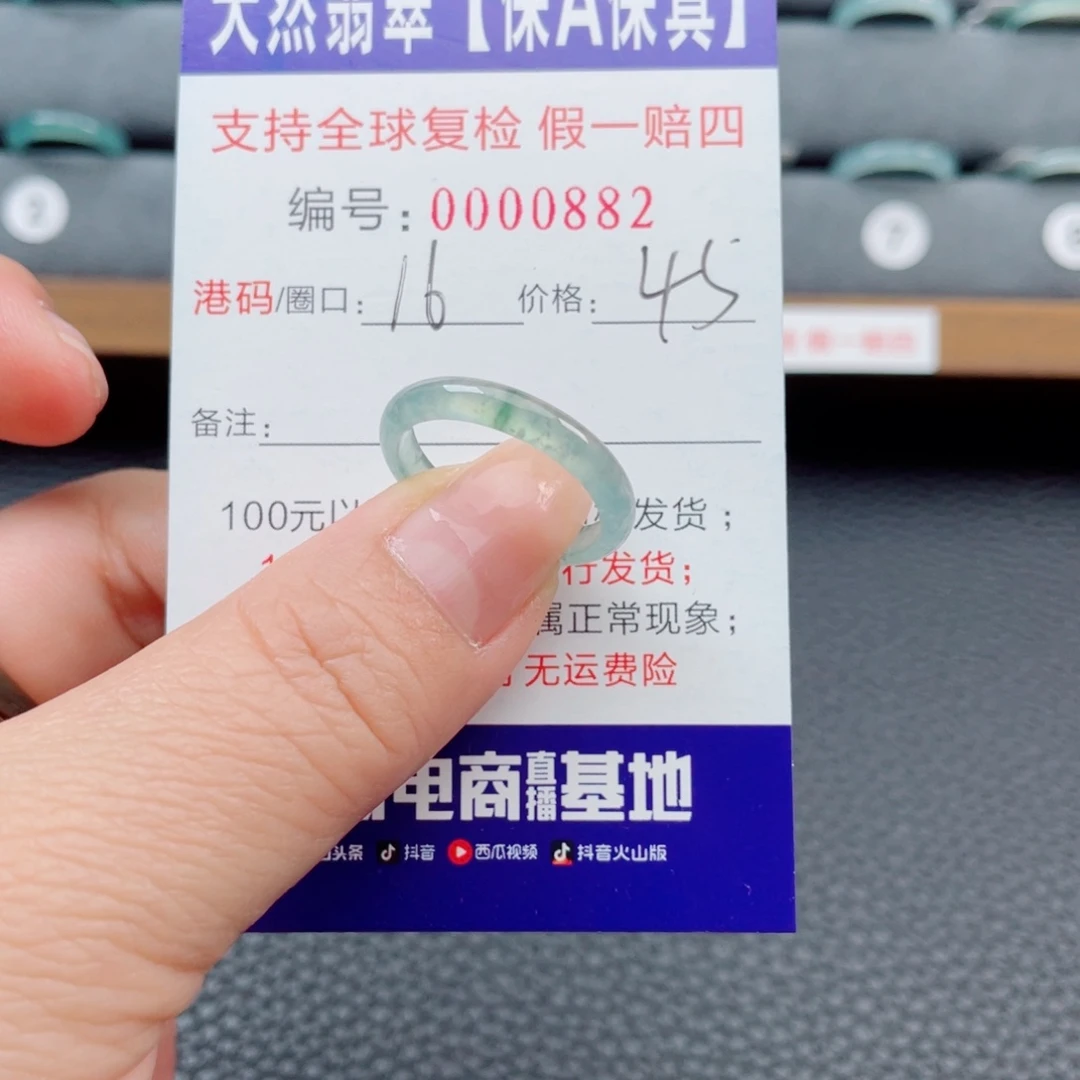 天然翡翠【保A保真】
支持全球复检 假一赔四
编号：0000882
港码/圈口：16 价格：45
备注：
100元以 发货；
行发货；
属正常现象；
无运费险
电商直播基地
头条 抖音 西瓜视频 抖音火山版
2
7